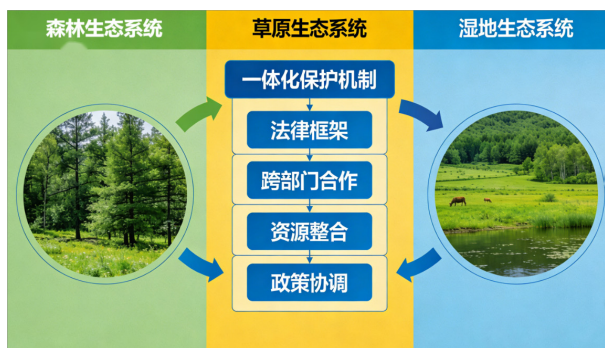 森林生态系统
草原生态系统
湿地生态系统
一体化保护机制
法律框架
跨部门合作
资源整合
政策协调